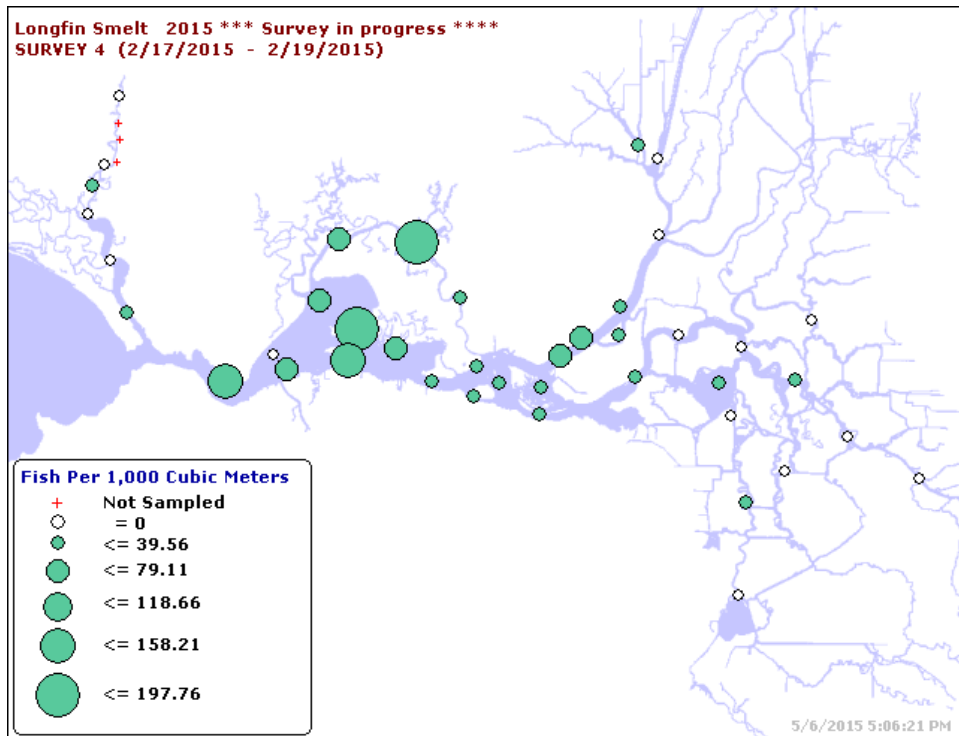 Longfin Smelt 2015 *** Survey in progress ****
SURVEY 4 (2/17/2015 - 2/19/2015)
Fish Per 1,000 Cubic Meters
Not Sampled
= 0
<= 39.56
<= 79.11
<= 118.66
<= 158.21
<= 197.76
5/6/2015 5:06:21 PM